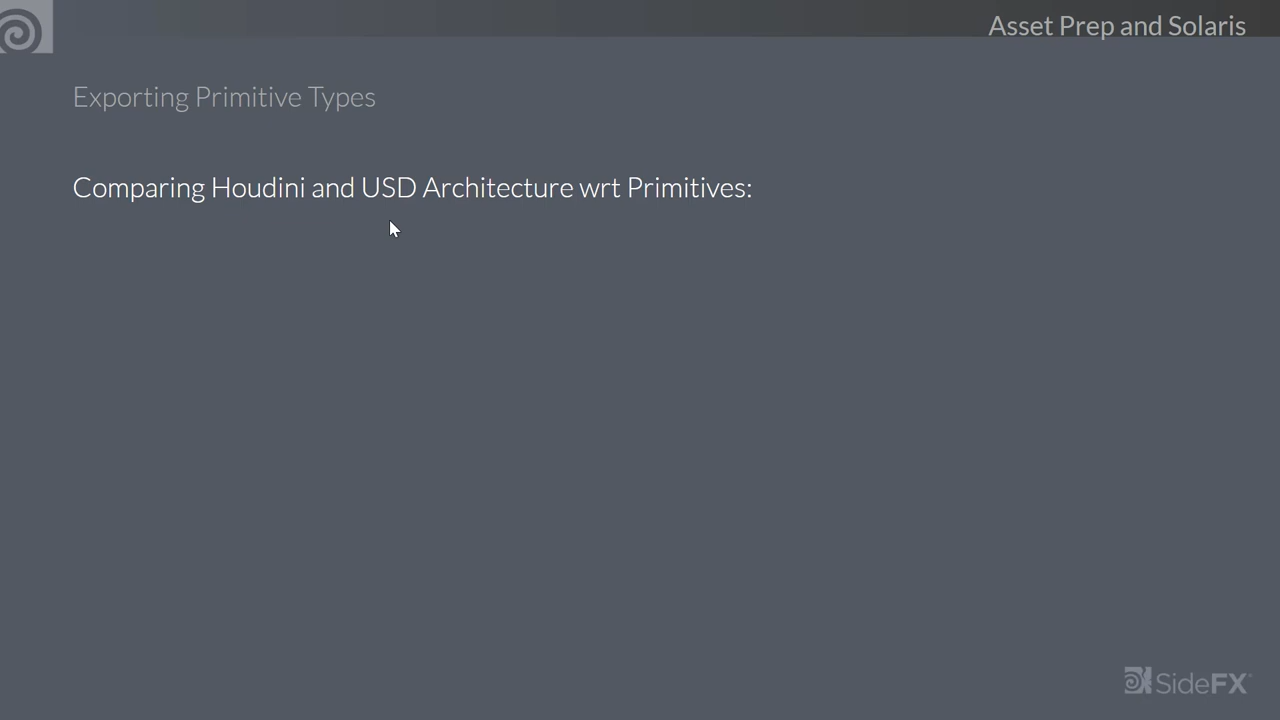 Asset Prep and Solaris
Exporting Primitive Types
Comparing Houdini and USD Architecture wrt Primitives:
SideFX